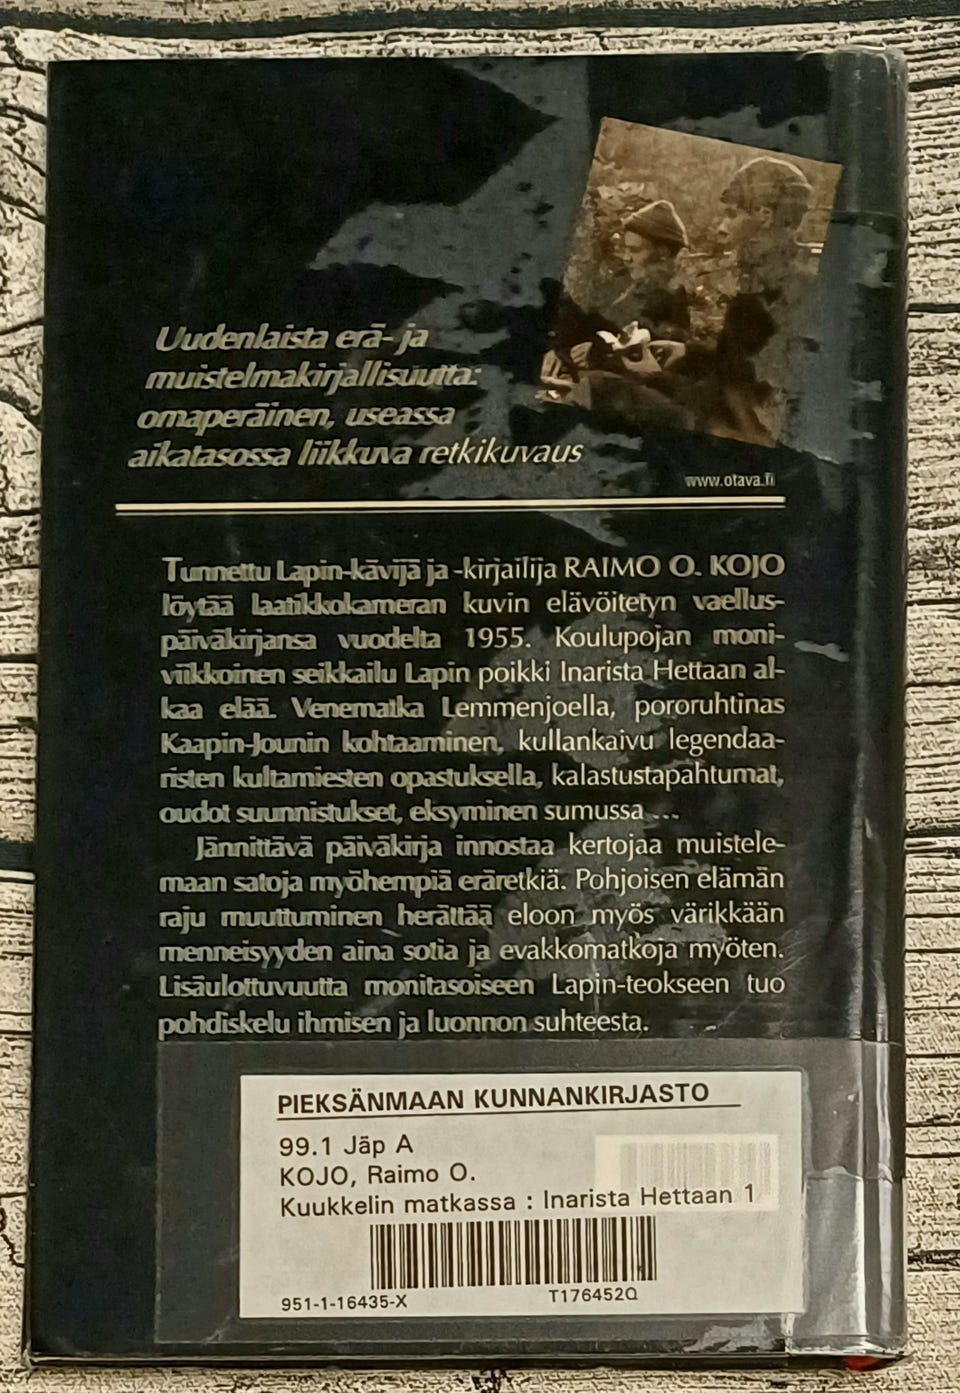 Uudenlaista erä- ja
muistelmakirjallisuutta:
omaperäinen, useassa
aikatasossa liikkuva retkikuvaus
www.otava.fi
Tunnettu Lapin-kävijä ja -kirjailija RAIMO O. KOJO
löytää laatikkokameran kuvin elävöitetyn vaellus-
päiväkirjansa vuodelta 1955. Koulupojan moni-
viikkoinen seikkailu Lapin poikki Inarista Hettaan al-
kaa elää. Venematka Lemmenjoella, pororuhtinas
Kaapin-Jounin kohtaaminen, kullankaivu legendaa-
risten kultamiesten opastuksella, kalastustapahtumat,
oudot suunnistukset, eksyminen sumussa ...
Jännittävä päiväkirja innostaa kertojaa muistele-
maan satoja myöhempiä eräretkiä. Pohjoisen elämän
raju muuttuminen herättää eloon myös värikkään
menneisyyden aina sotia ja evakkomatkoja myöten.
Lisäulottuvuutta monitasoiseen Lapin-teokseen tuo
pohdiskelu ihmisen ja luonnon suhteesta.
PIEKSÄNMAAN KUNNANKIRJASTO
99.1 Jäp A
KOJO, Raimo O.
Kuukkelin matkassa : Inarista Hettaan 1
951-1-16435-X T176452Q